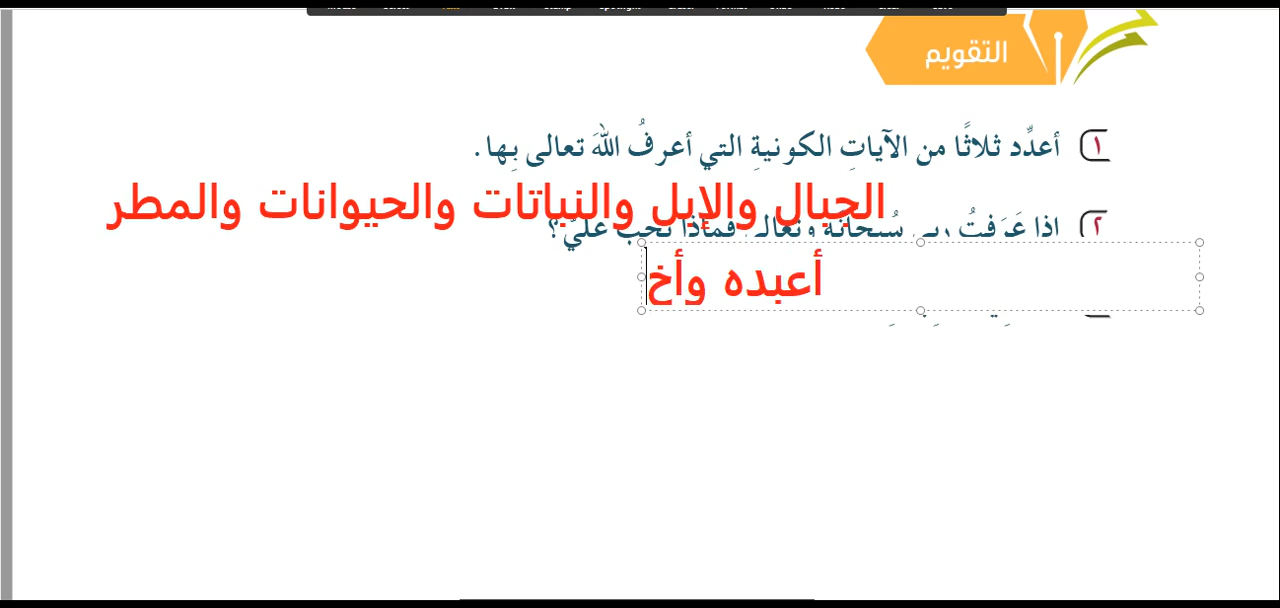 التقويم
١ أعدِّد ثلاثًا من الآياتِ الكونيةِ التي أعرفُ اللهَ تعالى بِها.
الجبال والإبل والنباتات والحيوانات والمطر
٢ إذا عَرَفتُ ربي سُبحانهُ وتعالى فماذا يجب عليَّ؟
أعبده وأخ